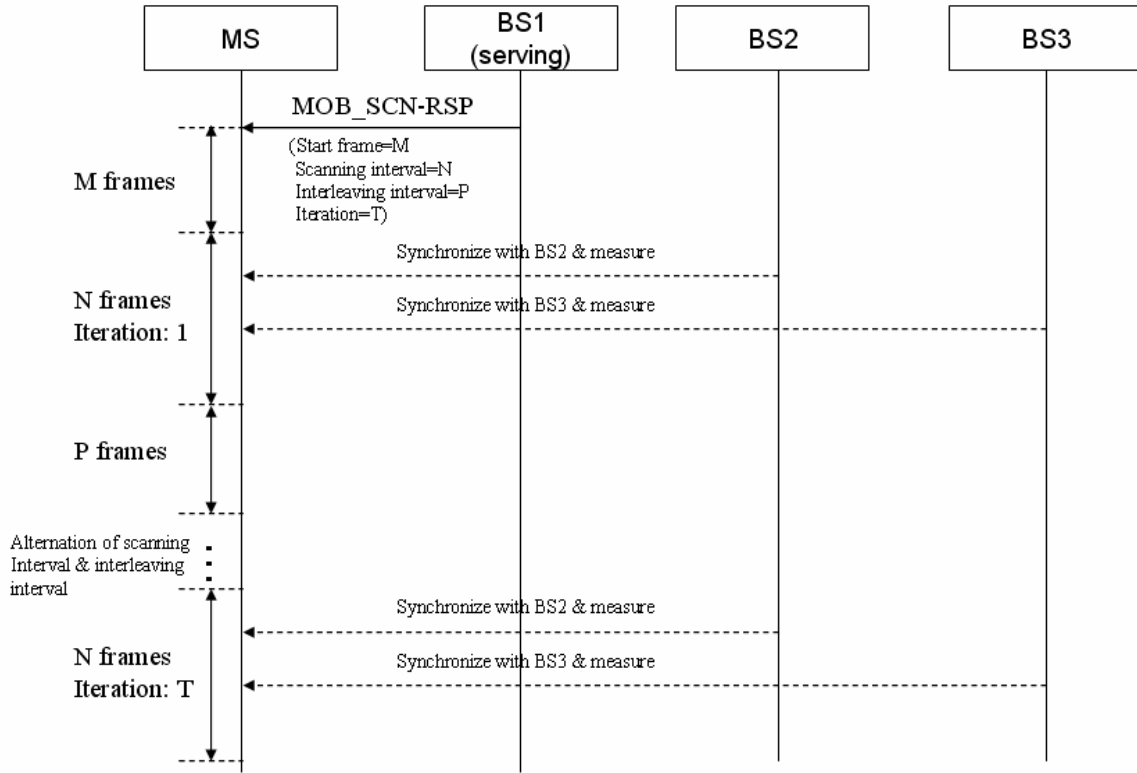 MS
BS1
(serving)
BS2
BS3
MOB_SCN-RSP
(Start frame=M
Scanning interval=N
Interleaving interval=P
Iteration=T)
M frames
Synchronize with BS2 & measure
Synchronize with BS3 & measure
N frames
Iteration: 1
P frames
Alternation of scanning
Interval & interleaving
interval
Synchronize with BS2 & measure
Synchronize with BS3 & measure
N frames
Iteration: T